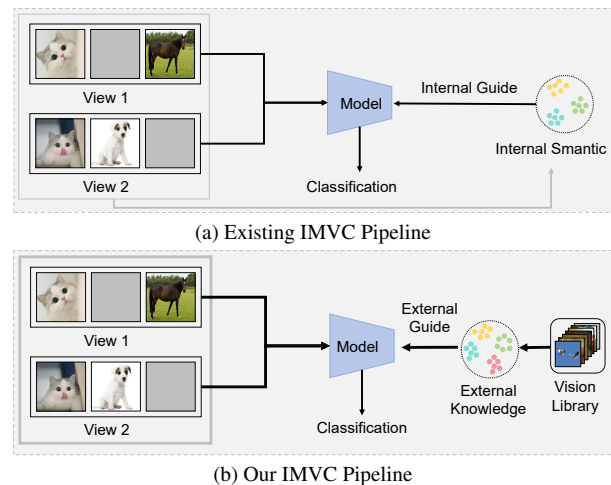 View 1
View 2
Model
Internal Guide
Internal Smantic
Classification
(a) Existing IMVC Pipeline
View 1
View 2
Model
External
Guide
External
Knowledge
Vision
Library
Classification
(b) Our IMVC Pipeline